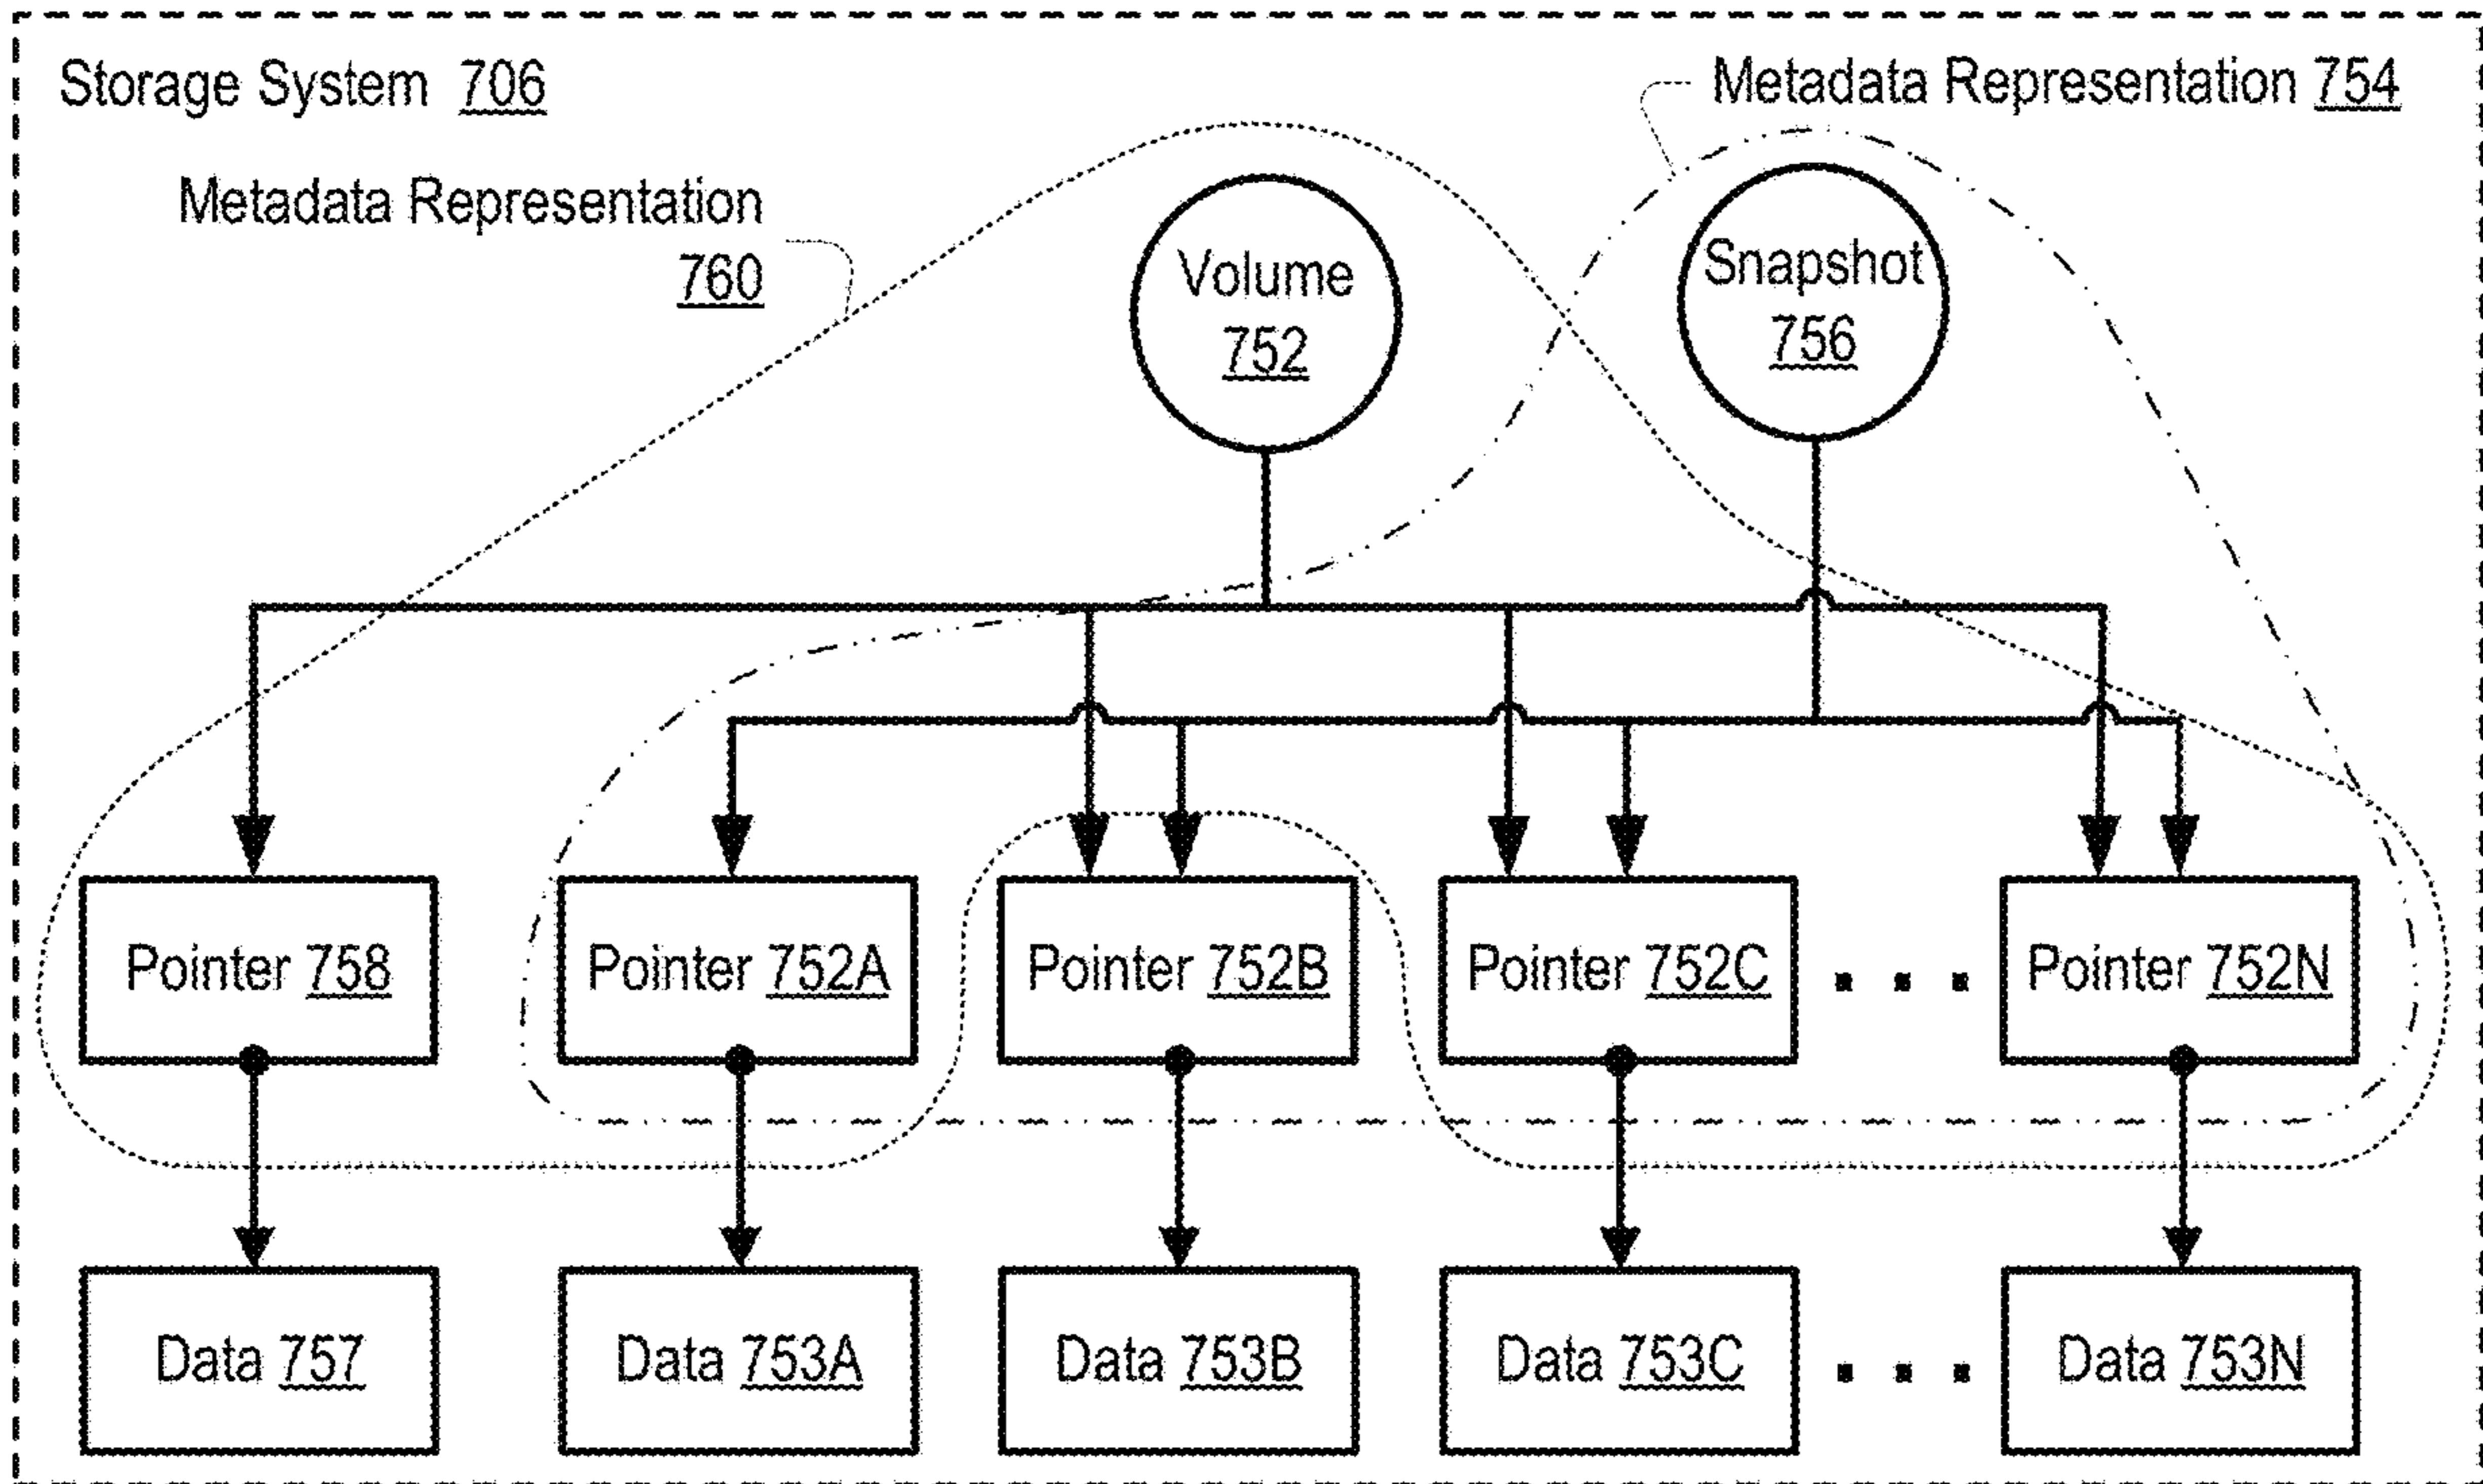 Storage System 706
Metadata Representation 754
Metadata Representation
760
Volume
752
Snapshot
756
Pointer 758
Pointer 752A
Pointer 752B
Pointer 752C
. . .
Pointer 752N
Data 757
Data 753A
Data 753B
Data 753C
. . .
Data 753N